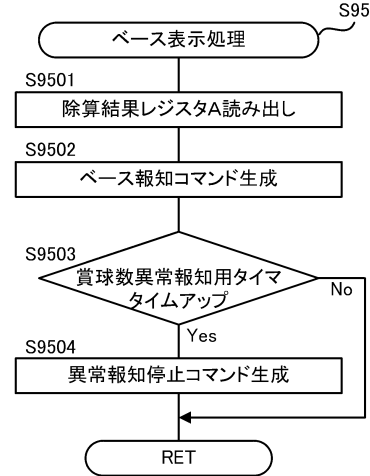 S95
ベース表示処理
S9501
除算結果レジスタA読み出し
S9502
ベース報知コマンド生成
S9503
賞球数異常報知用タイマ
タイムアップ
No
Yes
S9504
異常報知停止コマンド生成
RET